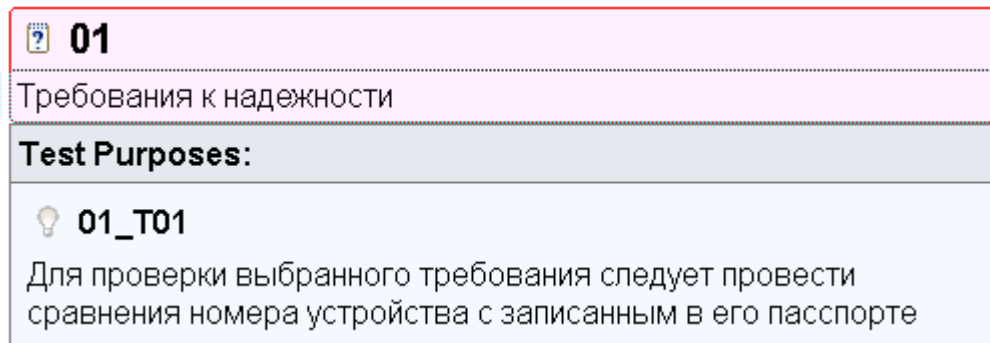 01
Требования к надежности
Test Purposes:
01_T01
Для проверки выбранного требования следует провести
сравнения номера устройства с записанным в его пасспорте